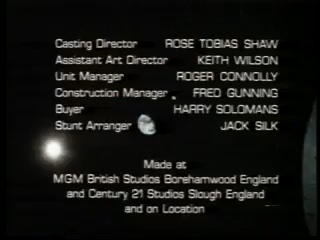 Casting Director ROSE TOBIAS SHAW
Assistant Art Director KEITH WILSON
Unit Manager ROGER CONNOLLY
Construction Manager FRED GUNNING
Buyer HARRY SOLOMANS
Stunt Arranger JACK SILK
Made at
MGM British Studios Borehamwood England
and Century 21 Studios Slough England
and on Location